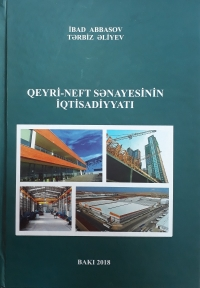 İBAD ABBASOV
TƏRBİZ ƏLİYEV
QEYRİ-NEFT SƏNAYESİNİN
İQTİSADİYYATI
BAKI 2018